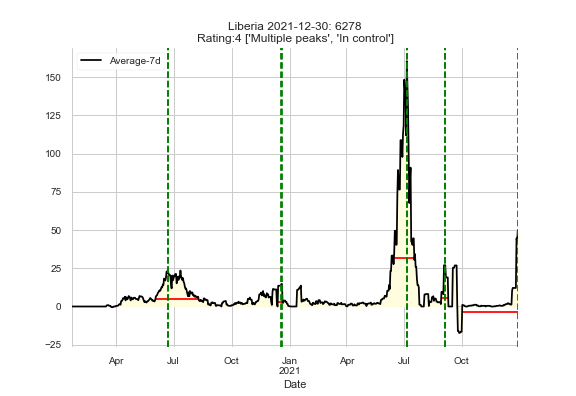 Liberia 2021-12-30: 6278
Rating:4 ['Multiple peaks', 'In control']
Average-7d
150
125
100
75
50
25
0
−25
Apr
Jul
Oct
Jan
2021
Apr
Jul
Oct
Date